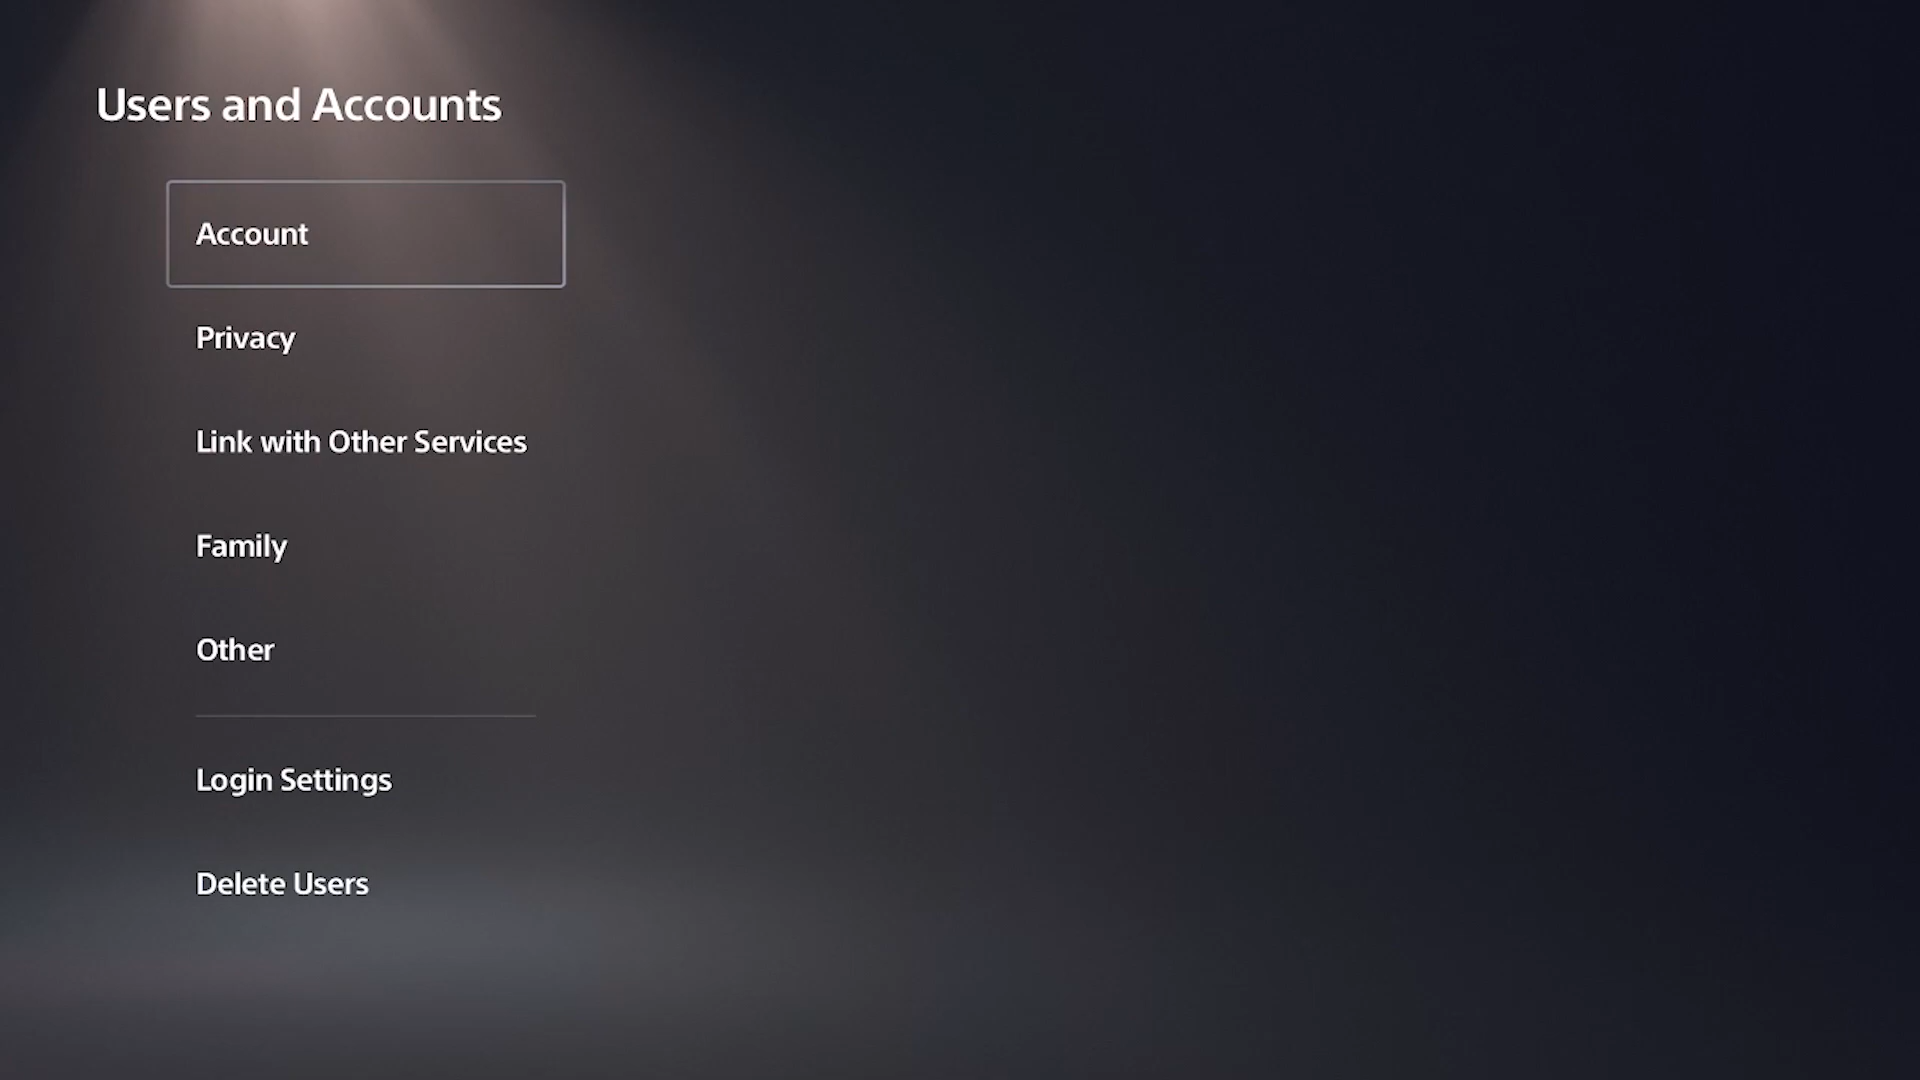 Users and Accounts
Account
Privacy
Link with Other Services
Family
Other
Login Settings
Delete Users